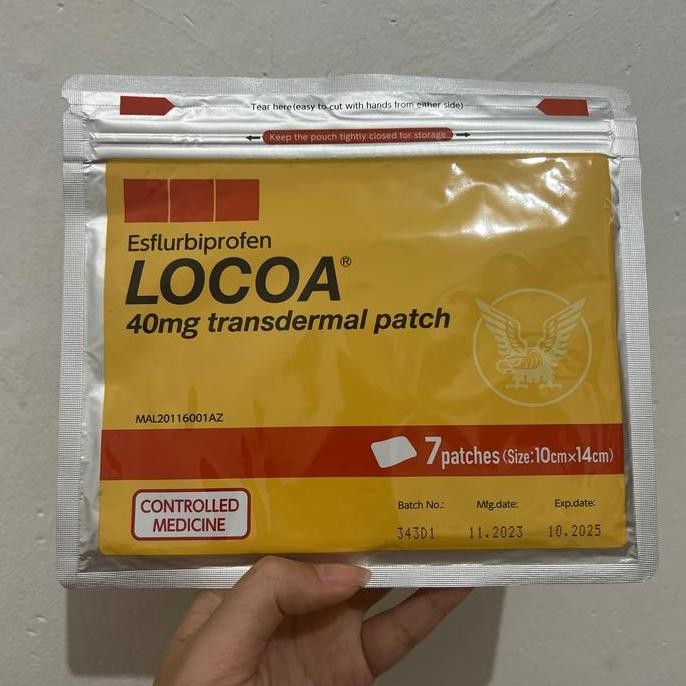 Tear here (easy to cut with hands from either side)
Keep the pouch tightly closed for storage.
Esflurbiprofen
LOCOA®
40mg transdermal patch
MAL20116001AZ
7 patches (Size:10cm×14cm)
CONTROLLED
MEDICINE
Batch No.: Mfg.date: Exp.date:
343D1 11.2023 10.2025